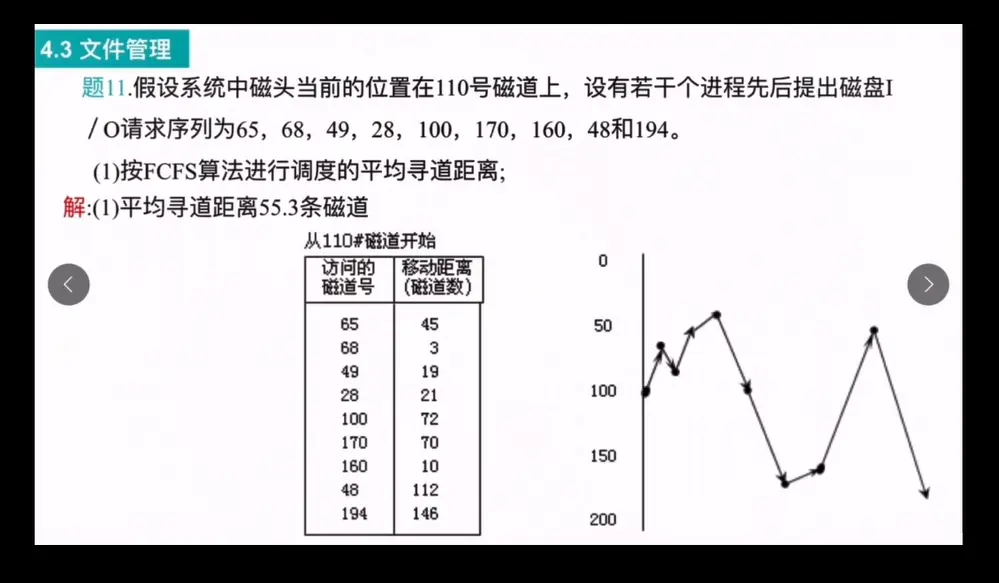 4.3 文件管理
题11.假设系统中磁头当前的位置在110号磁道上，设有若干个进程先后提出磁盘I
/O请求序列为65，68，49，28，100，170，160，48和194。
(1)按FCFS算法进行调度的平均寻道距离;
解:(1)平均寻道距离55.3条磁道
从110#磁道开始
访问的 移动距离
磁道号 (磁道数)
65 45
68 3
49 19
28 21
100 72
170 70
160 10
48 112
194 146
0
50
100
150
200